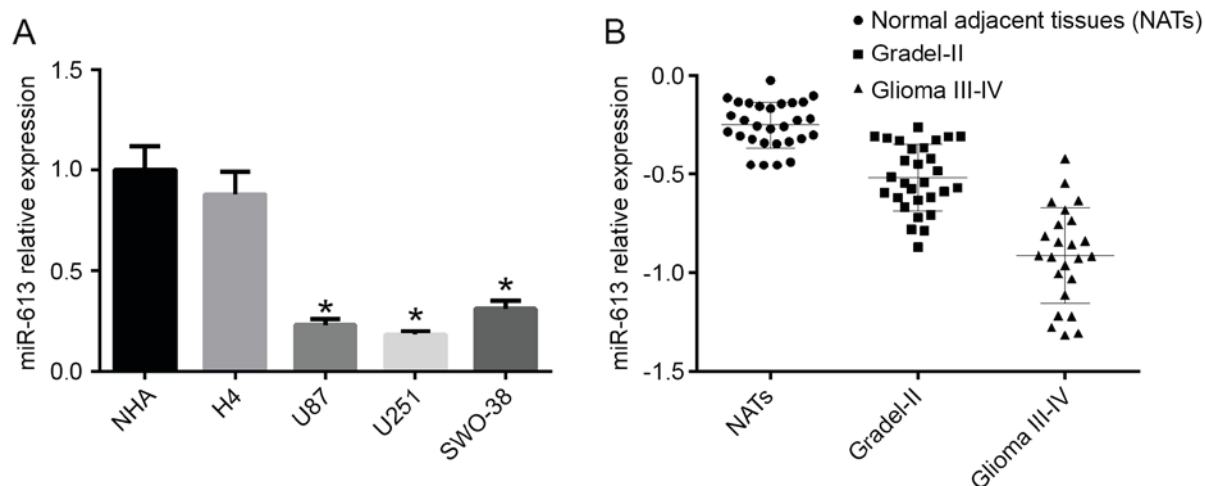 A
miR-613 relative expression
1.5
1.0
0.5
0.0
*
*
*
NHA
H4
U87
U251
SWO-38
B
Normal adjacent tissues (NATs)
Gradel-II
Glioma III-IV
miR-613 relative expression
0.0
-0.5
-1.0
-1.5
NATs
Gradel-II
Glioma III-IV